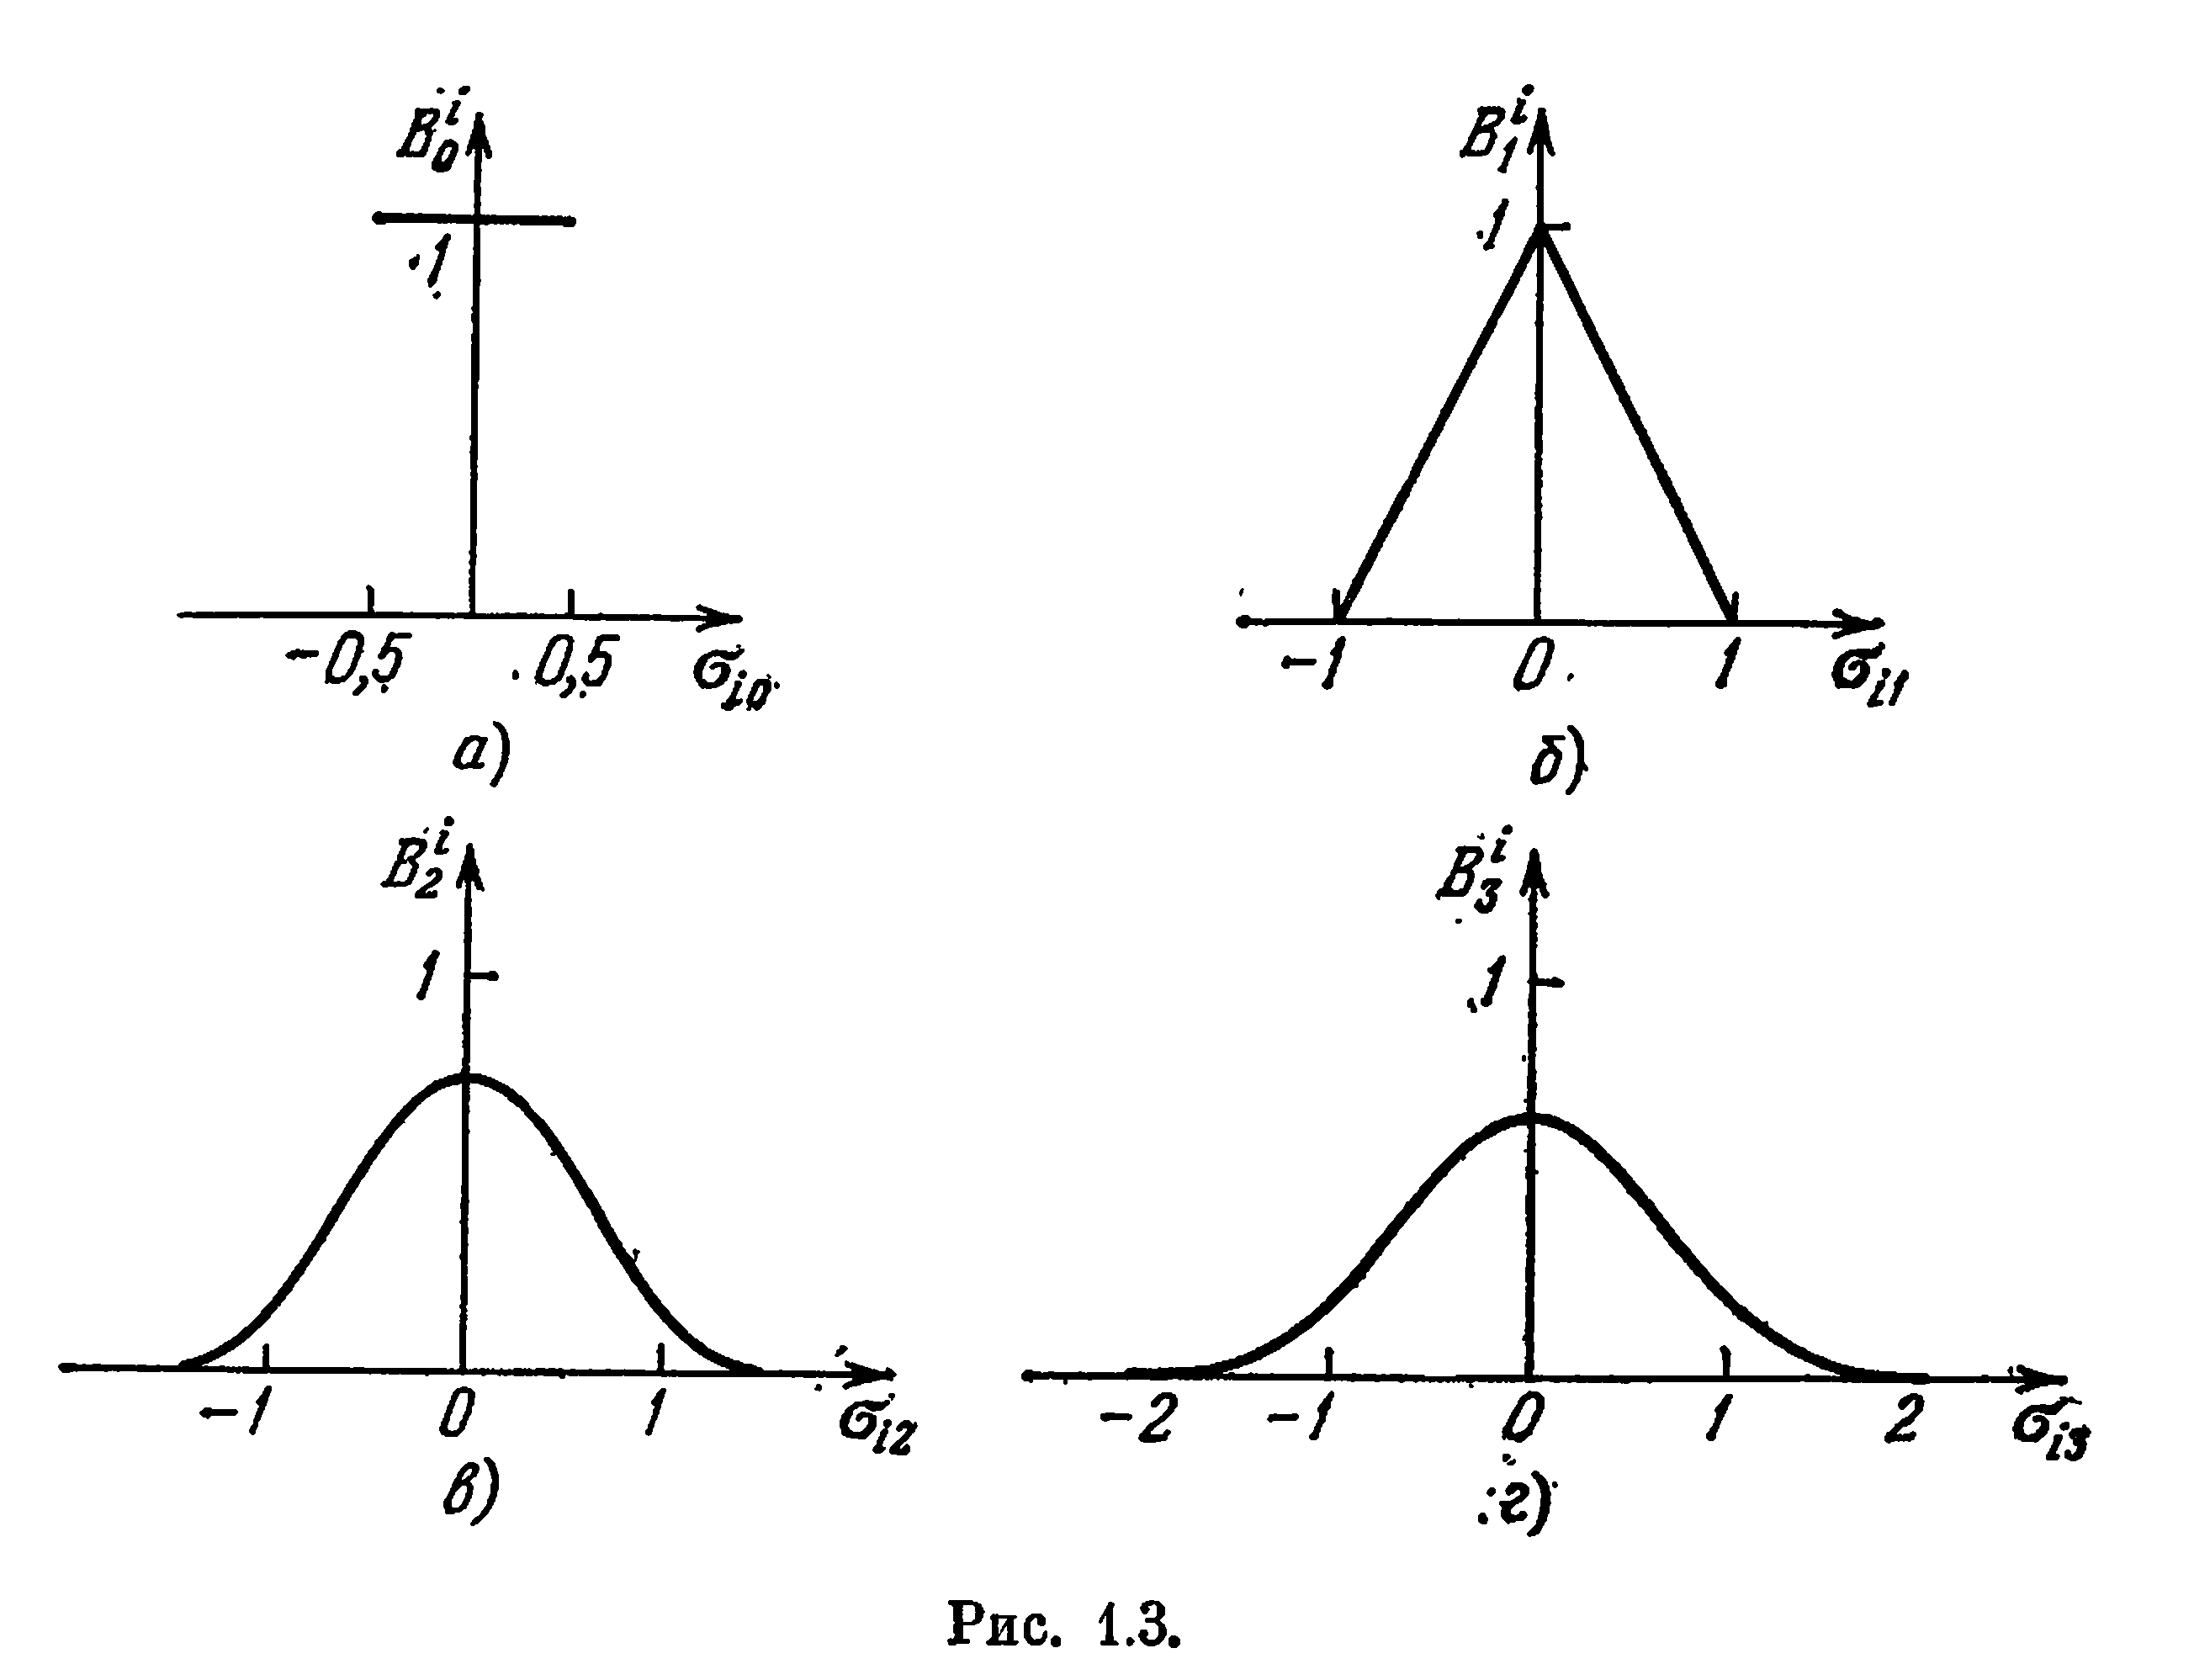 B₀ⁱ
1
-0,5 0,5 σᵢ₀
а)
B₁ⁱ
1
-1 0 1 σᵢ₁
б)
B₂ⁱ
1
-1 0 1 σᵢ₂
в)
B₃ⁱ
1
-2 -1 0 1 2 σᵢ₃
г)
Рис. 1.3.